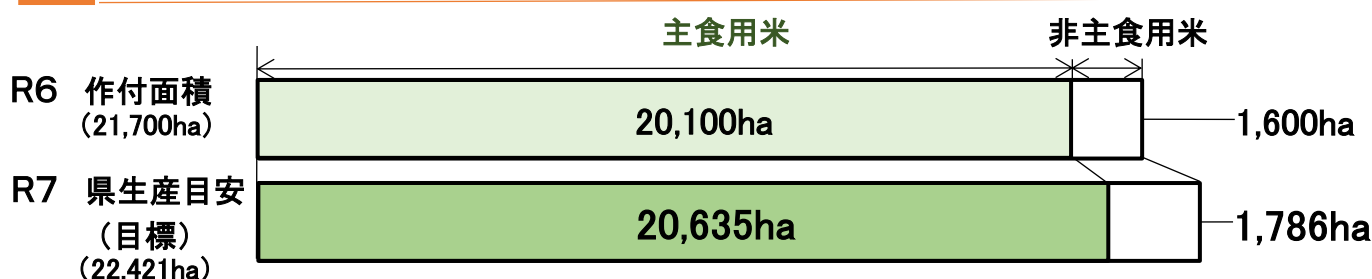 主食用米
非主食用米
R6 作付面積
(21,700ha)
20,100ha
1,600ha
R7 県生産目安
(目標)
(22,421ha)
20,635ha
1,786ha